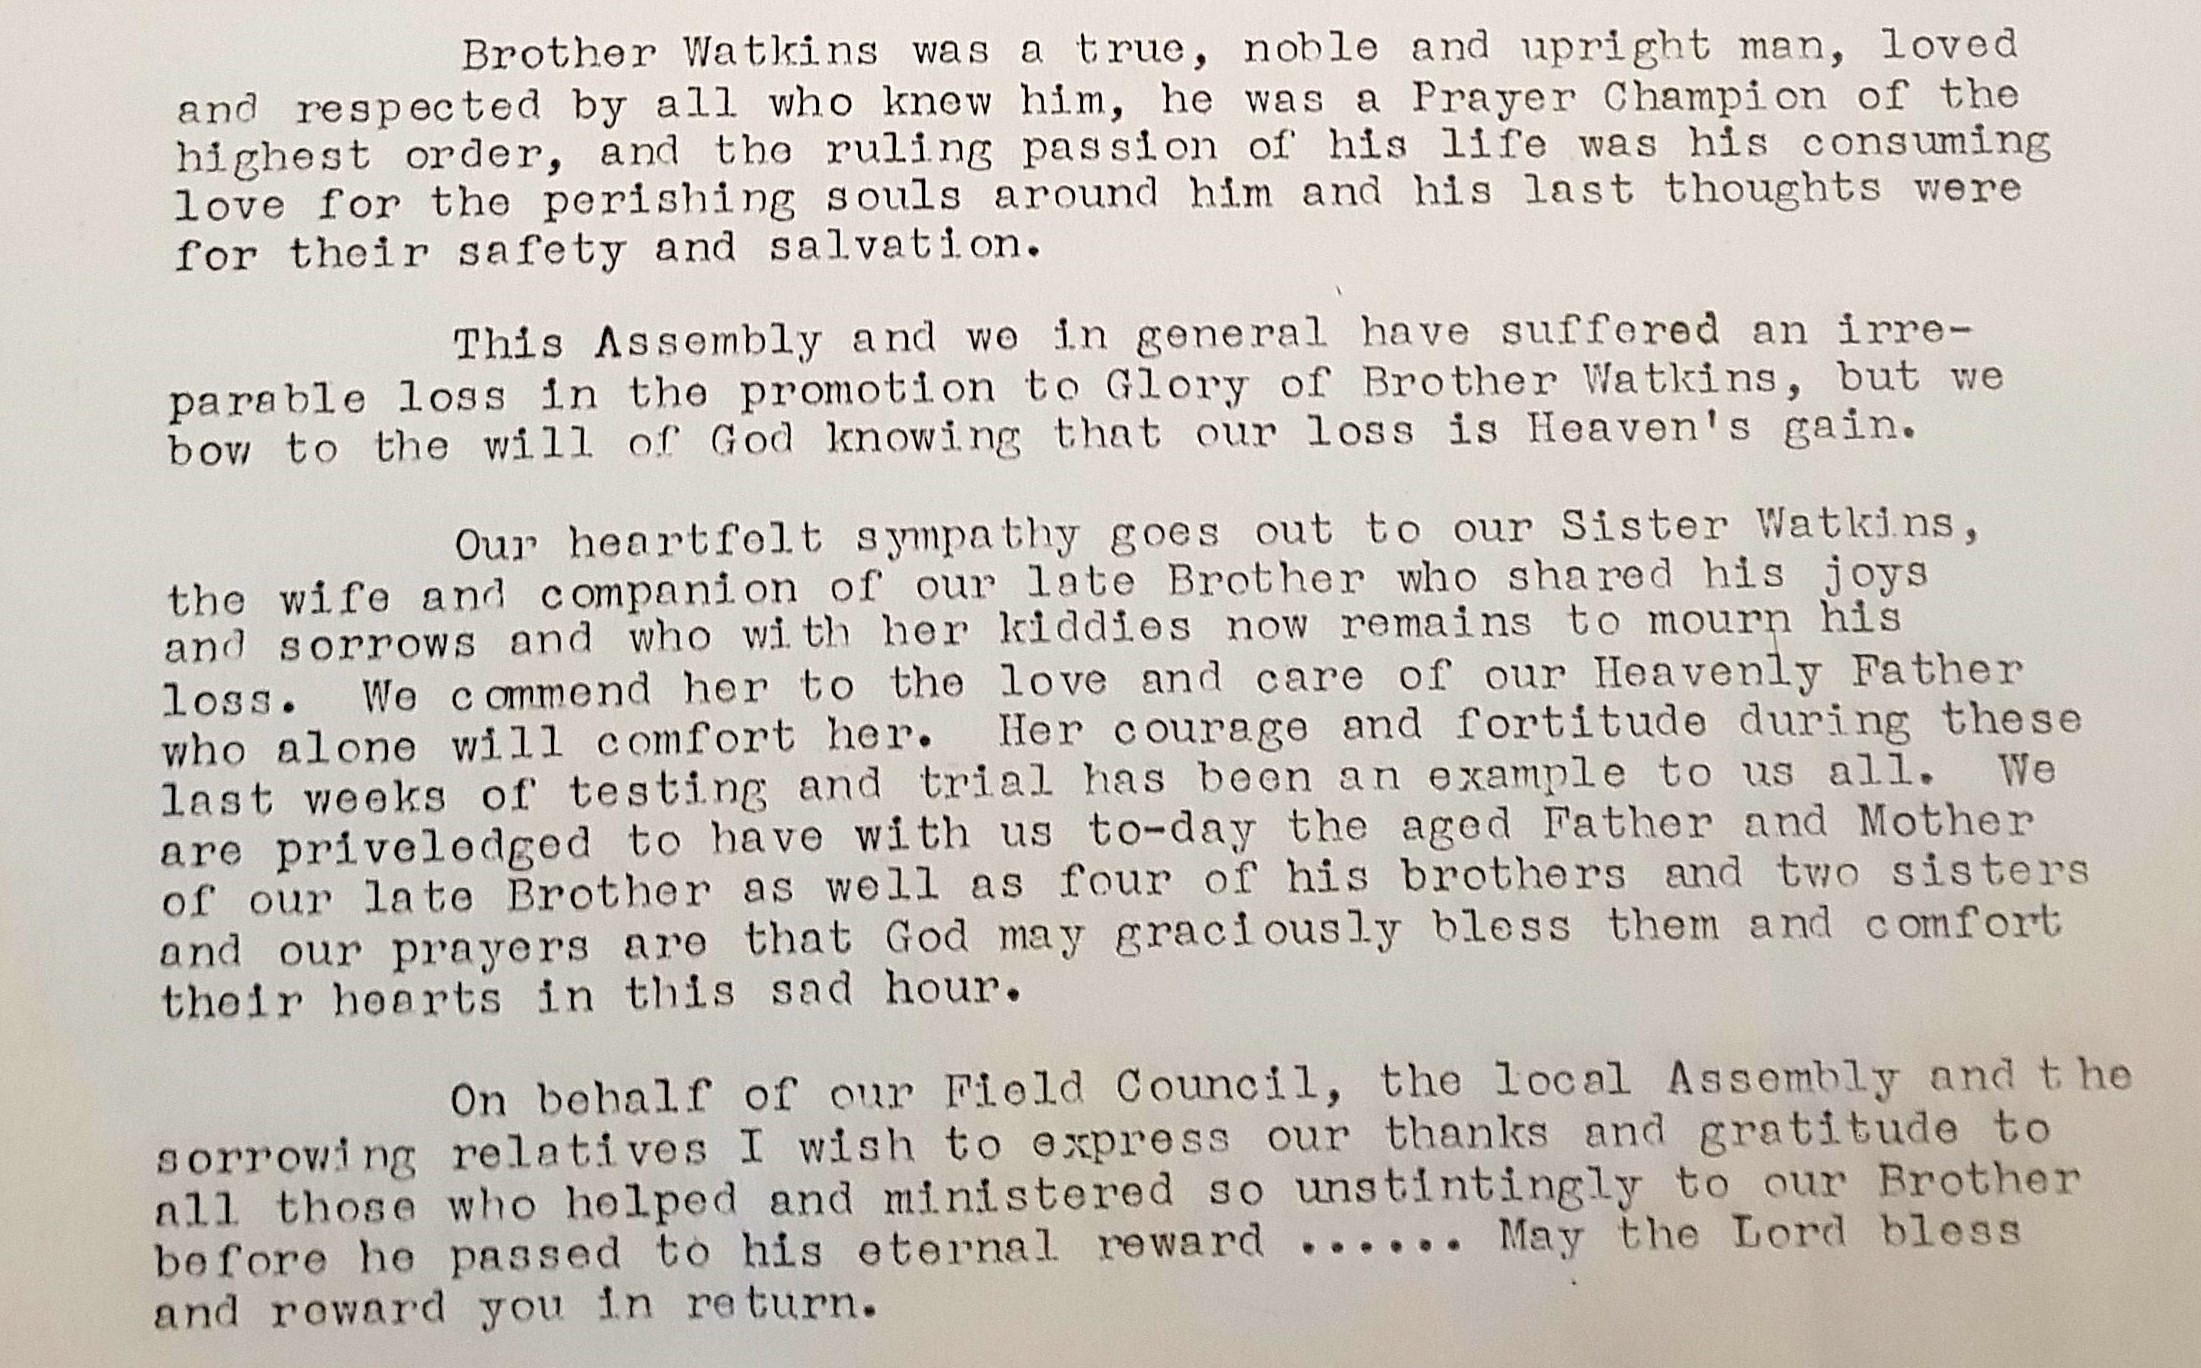 Brother Watkins was a true, noble and upright man, loved
and respected by all who knew him, he was a Prayer Champion of the
highest order, and the ruling passion of his life was his consuming
love for the perishing souls around him and his last thoughts were
for their safety and salvation.
This Assembly and we in general have suffered an irre-
parable loss in the promotion to Glory of Brother Watkins, but we
bow to the will of God knowing that our loss is Heaven's gain.
Our heartfelt sympathy goes out to our Sister Watkins,
the wife and companion of our late Brother who shared his joys
and sorrows and who with her kiddies now remains to mourn his
loss. We commend her to the love and care of our Heavenly Father
who alone will comfort her. Her courage and fortitude during these
last weeks of testing and trial has been an example to us all. We
are priveledged to have with us to-day the aged Father and Mother
of our late Brother as well as four of his brothers and two sisters
and our prayers are that God may graciously bless them and comfort
their hearts in this sad hour.
On behalf of our Field Council, the local Assembly and the
sorrowing relatives I wish to express our thanks and gratitude to
all those who helped and ministered so unstintingly to our Brother
before he passed to his eternal reward ...... May the Lord bless
and reward you in return.